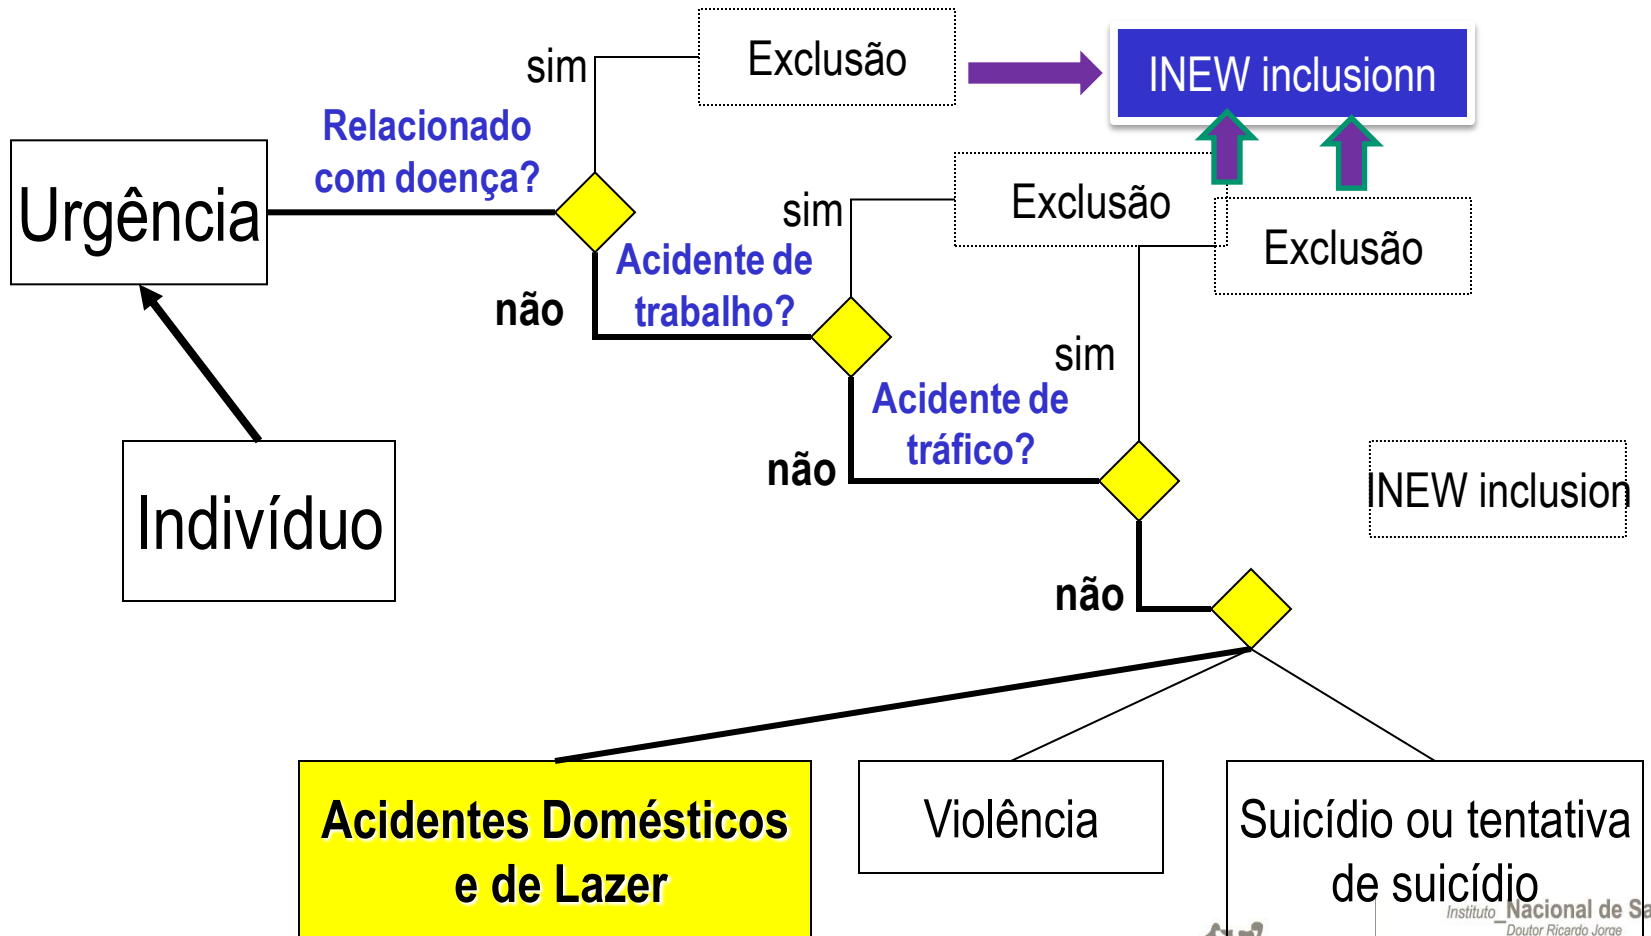 sim
Exclusão
INEW inclusionn
Relacionado
com doença?
Urgência
sim
Exclusão
Exclusão
Acidente de
trabalho?
não
sim
Acidente de
tráfico?
não
INEW inclusion
Indivíduo
não
Acidentes Domésticos
e de Lazer
Violência
Suicídio ou tentativa
de suicídio
Instituto_Nacional de Sa
Doutor Ricardo Jorge